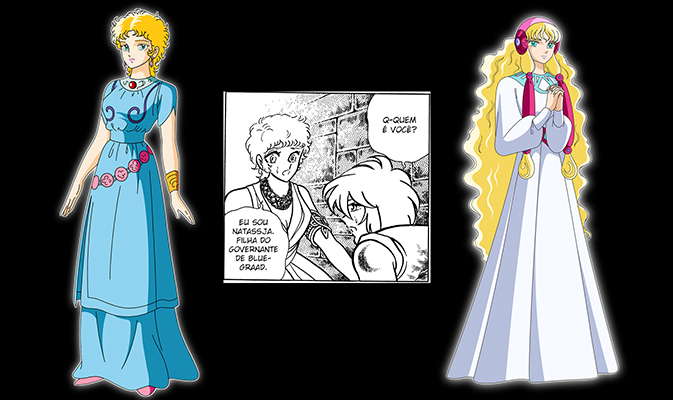 Q-QUEM
É VOCÊ?
EU SOU
NATASSJA.
FILHA DO
GOVERNANTE
DE BLUE-
GRAAD.